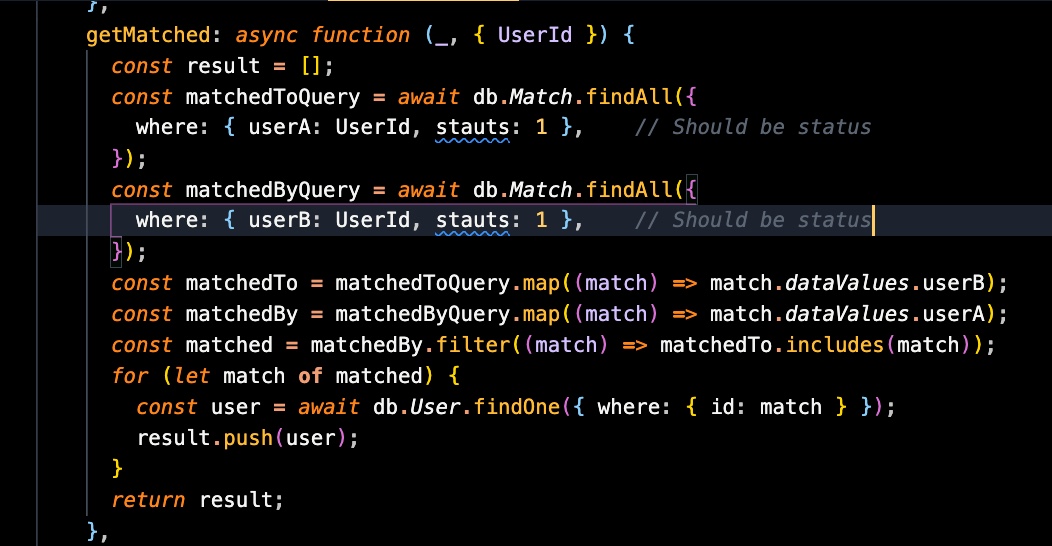 },
getMatched: async function (_, { UserId }) {
const result = [];
const matchedToQuery = await db.Match.findAll({
where: { userA: UserId, stauts: 1 },    // Should be status
});
const matchedByQuery = await db.Match.findAll({
where: { userB: UserId, stauts: 1 },    // Should be status
});
const matchedTo = matchedToQuery.map((match) => match.dataValues.userB);
const matchedBy = matchedByQuery.map((match) => match.dataValues.userA);
const matched = matchedBy.filter((match) => matchedTo.includes(match));
for (let match of matched) {
const user = await db.User.findOne({ where: { id: match } });
result.push(user);
}
return result;
},